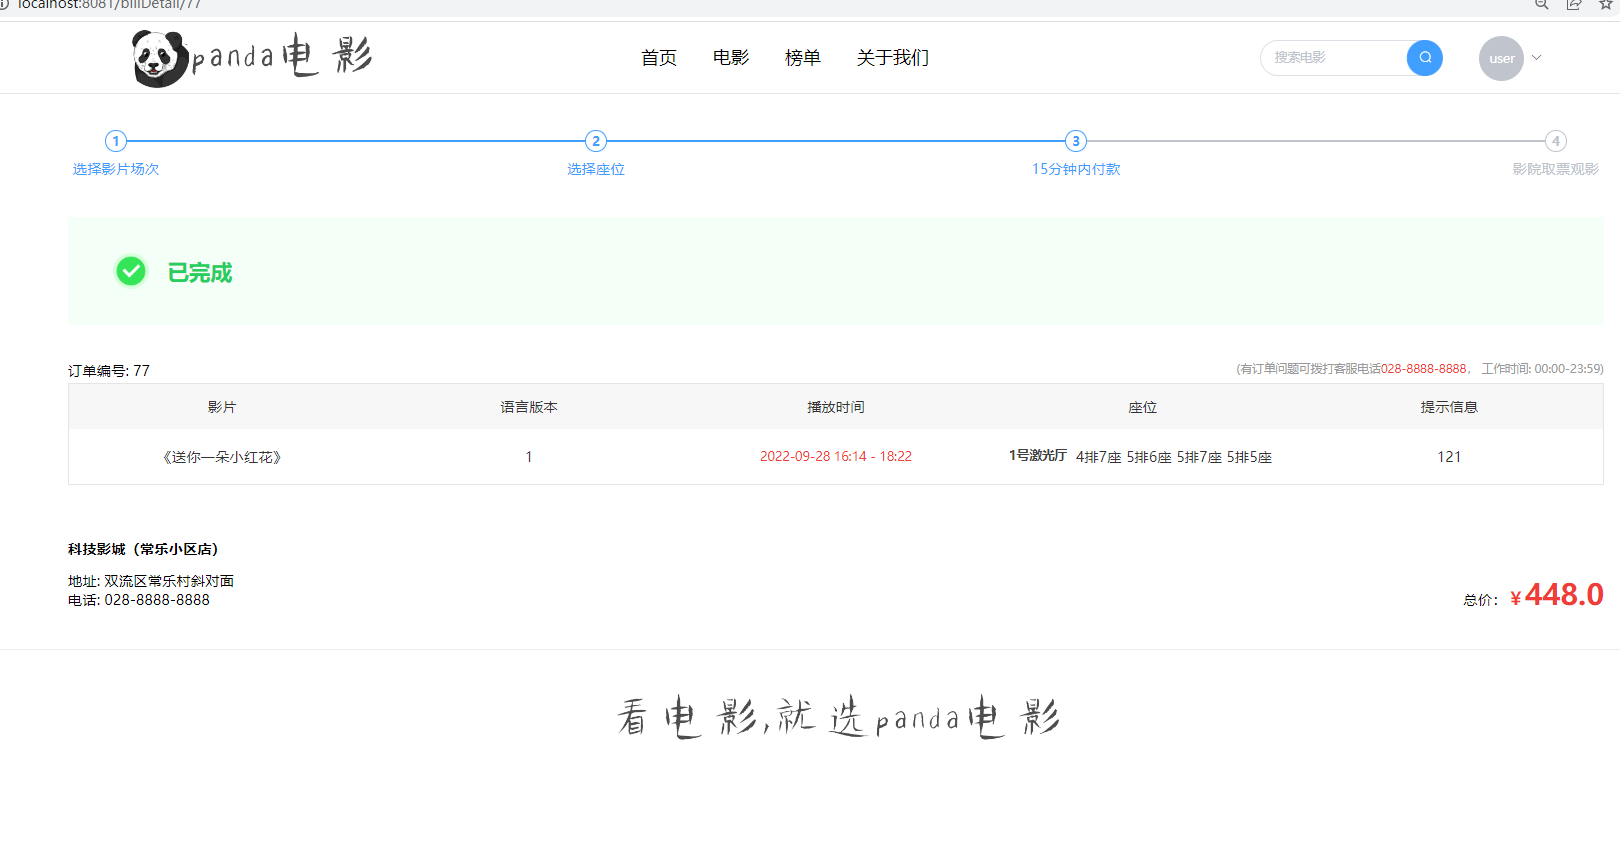 localhost:8081/billDetail/77
panda电影 首页 电影 榜单 关于我们 搜索电影 user
1 2 3 4
选择影片场次 选择座位 15分钟内付款 影院取票观影
已完成
订单编号: 77 (有订单问题可拨打客服电话028-8888-8888， 工作时间: 00:00-23:59)
影片 语言版本 播放时间 座位 提示信息
《送你一朵小红花》 1 2022-09-28 16:14 - 18:22 1号激光厅 4排7座 5排6座 5排7座 5排5座 121
科技影城（常乐小区店）
地址: 双流区常乐村斜对面
电话: 028-8888-8888
总价：￥448.0
看电影,就选panda电影